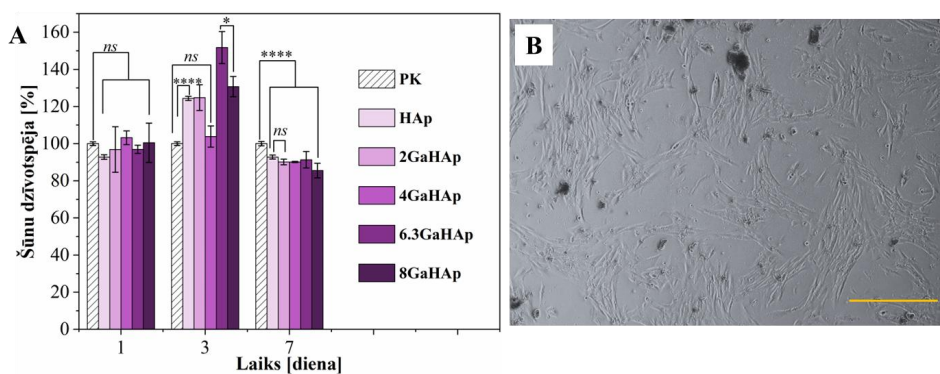 A
Šūnu dzīvotspēja [%]
160
140
120
100
80
60
40
20
0
ns
ns
****
*
****
ns
PK
HAp
2GaHAp
4GaHAp
6.3GaHAp
8GaHAp
1
3
7
Laiks [diena]
B